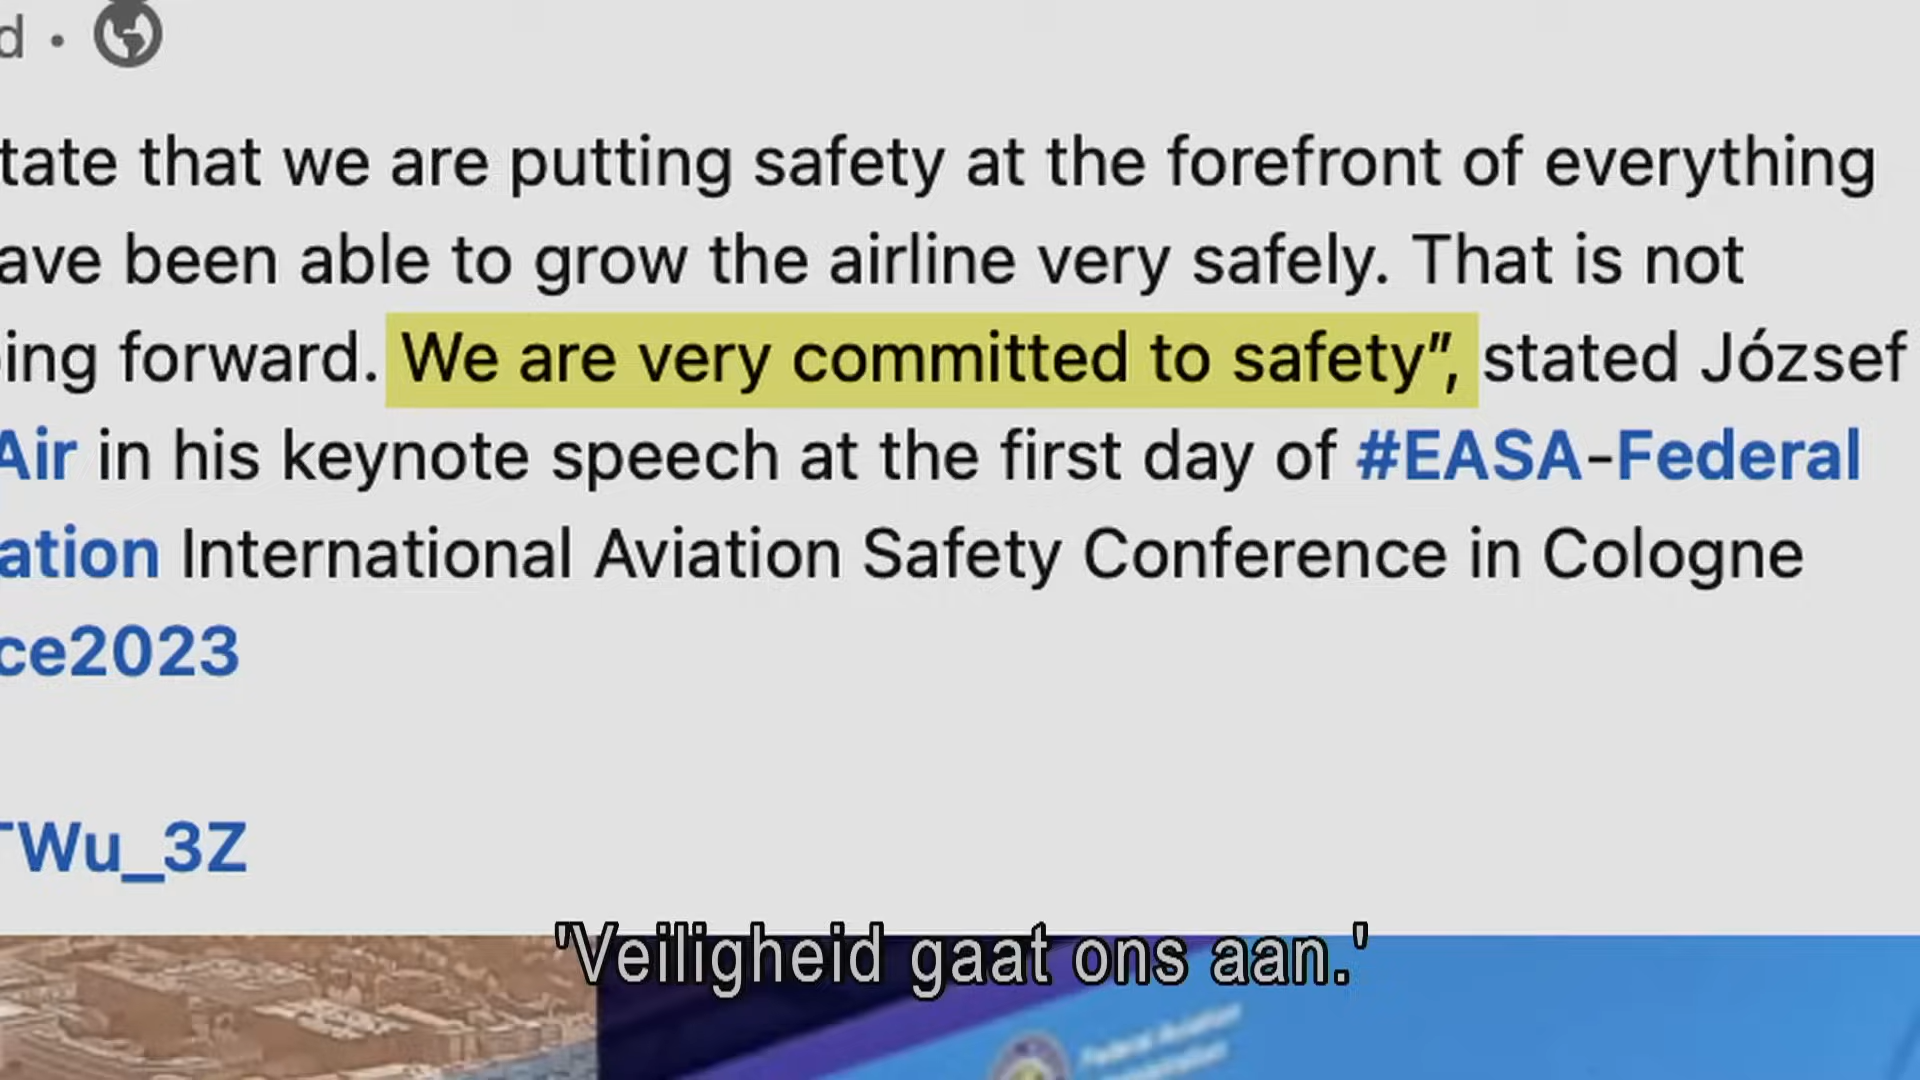 d •
tate that we are putting safety at the forefront of everything
ave been able to grow the airline very safely. That is not
ing forward. We are very committed to safety”, stated József
Air in his keynote speech at the first day of #EASA-Federal
ation International Aviation Safety Conference in Cologne
ce2023
TWu_3Z
'Veiligheid gaat ons aan.'
Federal Aviation